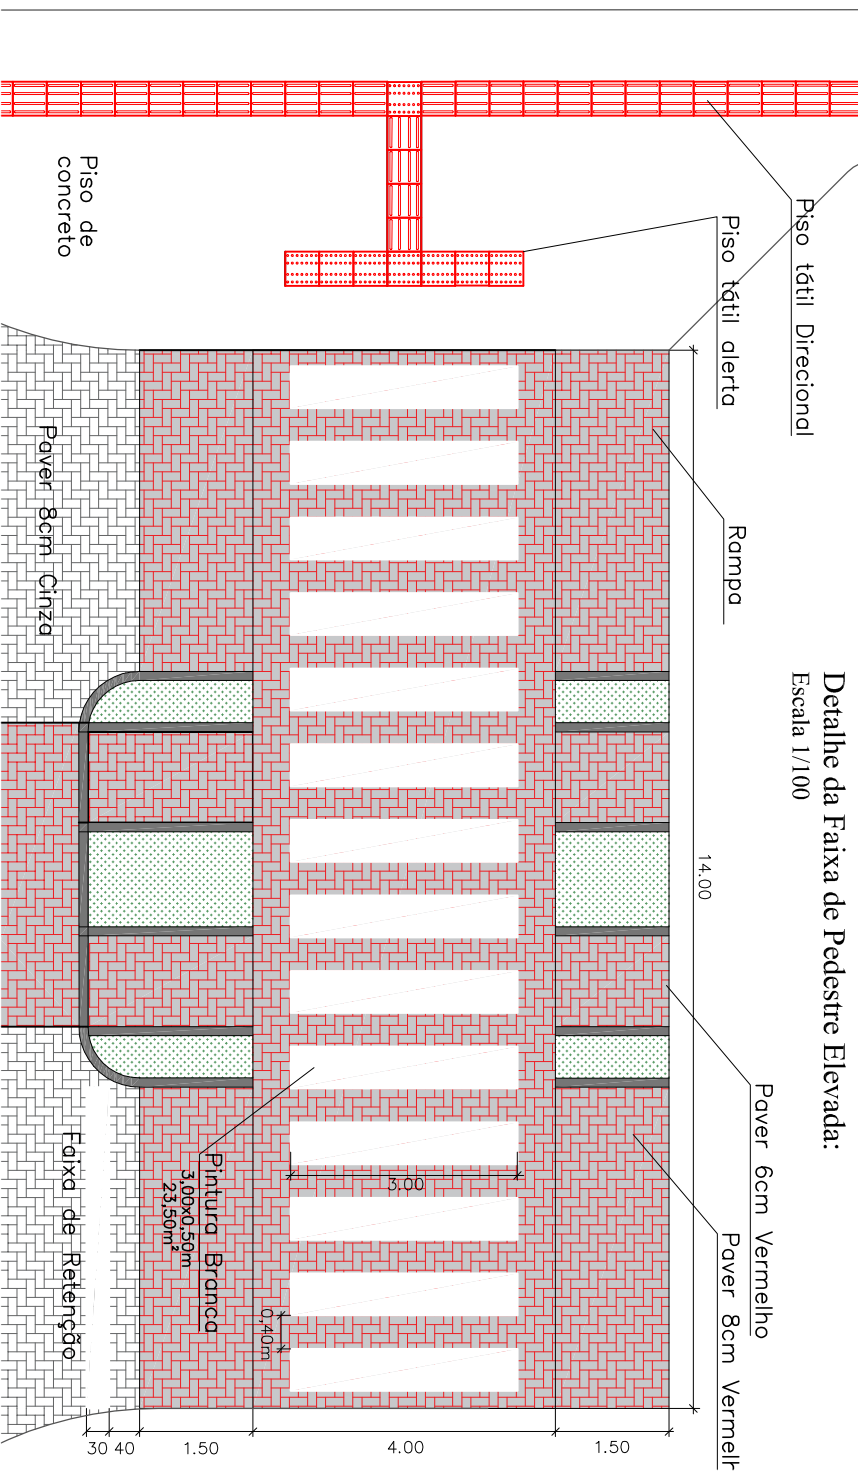 Detalhe da Faixa de Pedestre Elevada:
Escala 1/100
Piso tátil Direcional
Piso tátil alerta
Rampa
Paver 6cm Vermelho
Paver 8cm Vermelh
14.00
Piso de
concreto
Paver 8cm Cinza
Faixa de Retenção
Pintura Branca
3,00x0,50m
23,50m²
3.00
0,40m
30
40
1.50
4.00
1.50